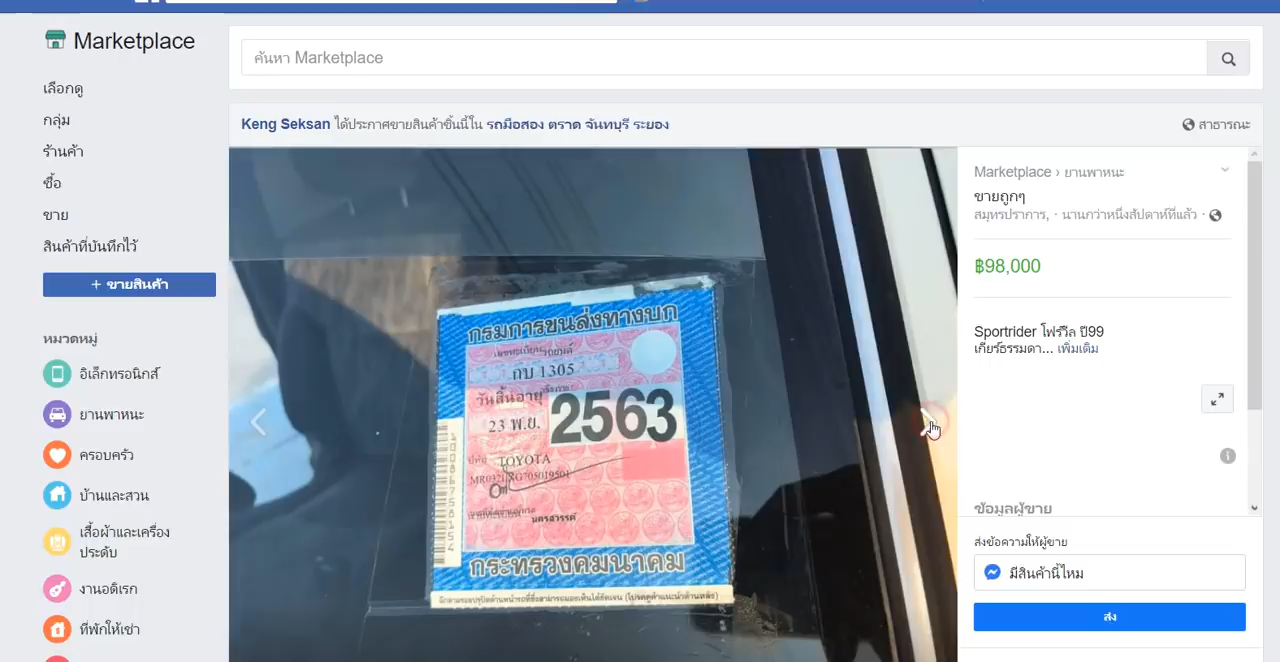 Marketplace
ค้นหา Marketplace
เลือกดู
กลุ่ม
ร้านค้า
ซื้อ
ขาย
สินค้าที่บันทึกไว้
+ ขายสินค้า
หมวดหมู่
อิเล็กทรอนิกส์
ยานพาหนะ
ครอบครัว
บ้านและสวน
เสื้อผ้าและเครื่อง
ประดับ
งานอดิเรก
ที่พักให้เช่า
Keng Seksan ได้ประกาศขายสินค้าชิ้นนี้ใน รถมือสอง ตราด จันทบุรี ระยอง
สาธารณะ
กรมการขนส่งทางบก
เลขทะเบียนรถยนต์
กบ 1305
วันสิ้นอายุ
23 พ.ย. 2563
TOYOTA
นครสวรรค์
กระทรวงคมนาคม
Marketplace › ยานพาหนะ
ขายถูกๆ
สมุทรปราการ, · นานกว่าหนึ่งสัปดาห์ที่แล้ว ·
฿98,000
Sportrider โฟร์วีล ปี99
เกียร์ธรรมดา... เพิ่มเติม
ข้อมูลผู้ขาย
ส่งข้อความให้ผู้ขาย
มีสินค้านี้ไหม
ส่ง